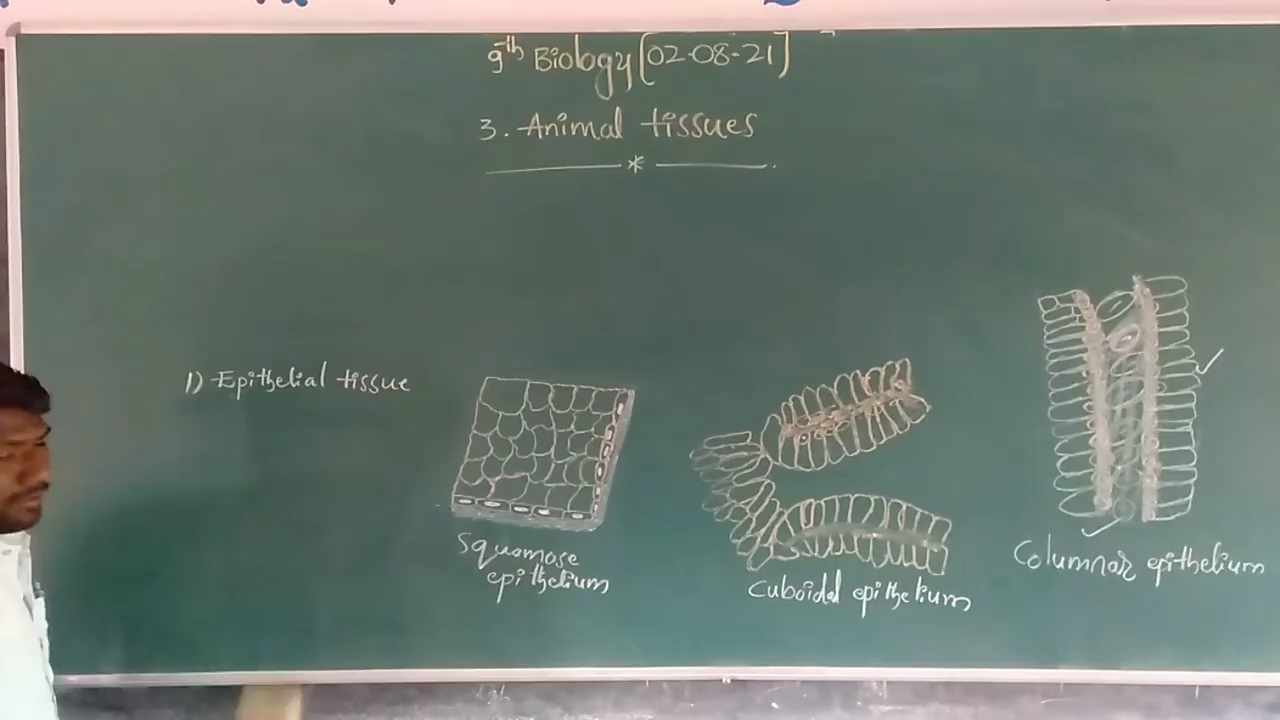 9th Biology [02-08-21]
3. Animal tissues
1) Epithelial tissue
Squamose
epithelium
Cuboidal epithelium
Columnar epithelium